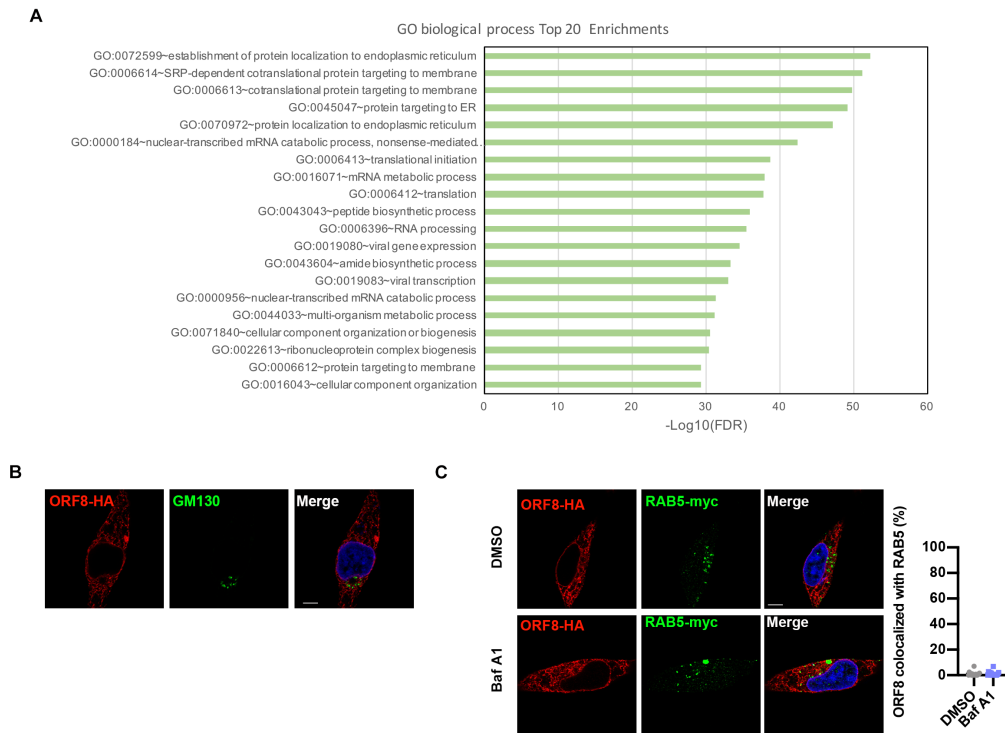 A
GO biological process Top 20 Enrichments
GO:0072599~establishment of protein localization to endoplasmic reticulum
GO:0006614~SRP-dependent cotranslational protein targeting to membrane
GO:0006613~cotranslational protein targeting to membrane
GO:0045047~protein targeting to ER
GO:0070972~protein localization to endoplasmic reticulum
GO:0000184~nuclear-transcribed mRNA catabolic process, nonsense-mediated..
GO:0006413~translational initiation
GO:0016071~mRNA metabolic process
GO:0006412~translation
GO:0043043~peptide biosynthetic process
GO:0006396~RNA processing
GO:0019080~viral gene expression
GO:0043604~amide biosynthetic process
GO:0019083~viral transcription
GO:0000956~nuclear-transcribed mRNA catabolic process
GO:0044033~multi-organism metabolic process
GO:0071840~cellular component organization or biogenesis
GO:0022613~ribonucleoprotein complex biogenesis
GO:0006612~protein targeting to membrane
GO:0016043~cellular component organization
0 10 20 30 40 50 60
-Log10(FDR)
B
ORF8-HA GM130 Merge
C
DMSO
ORF8-HA RAB5-myc Merge
Baf A1
ORF8-HA RAB5-myc Merge
ORF8 colocalized with RAB5 (%)
100
80
60
40
20
0
DMSO
Baf A1